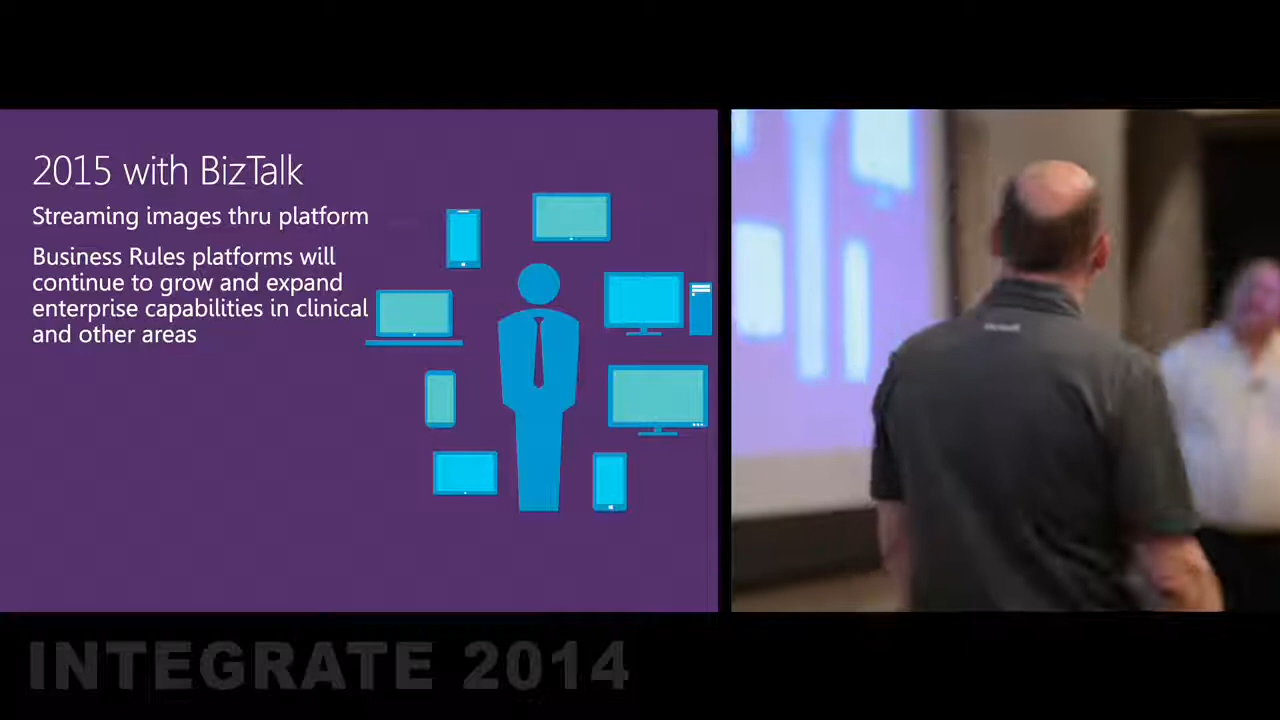 2015 with BizTalk
Streaming images thru platform
Business Rules platforms will
continue to grow and expand
enterprise capabilities in clinical
and other areas
INTEGRATE 2014